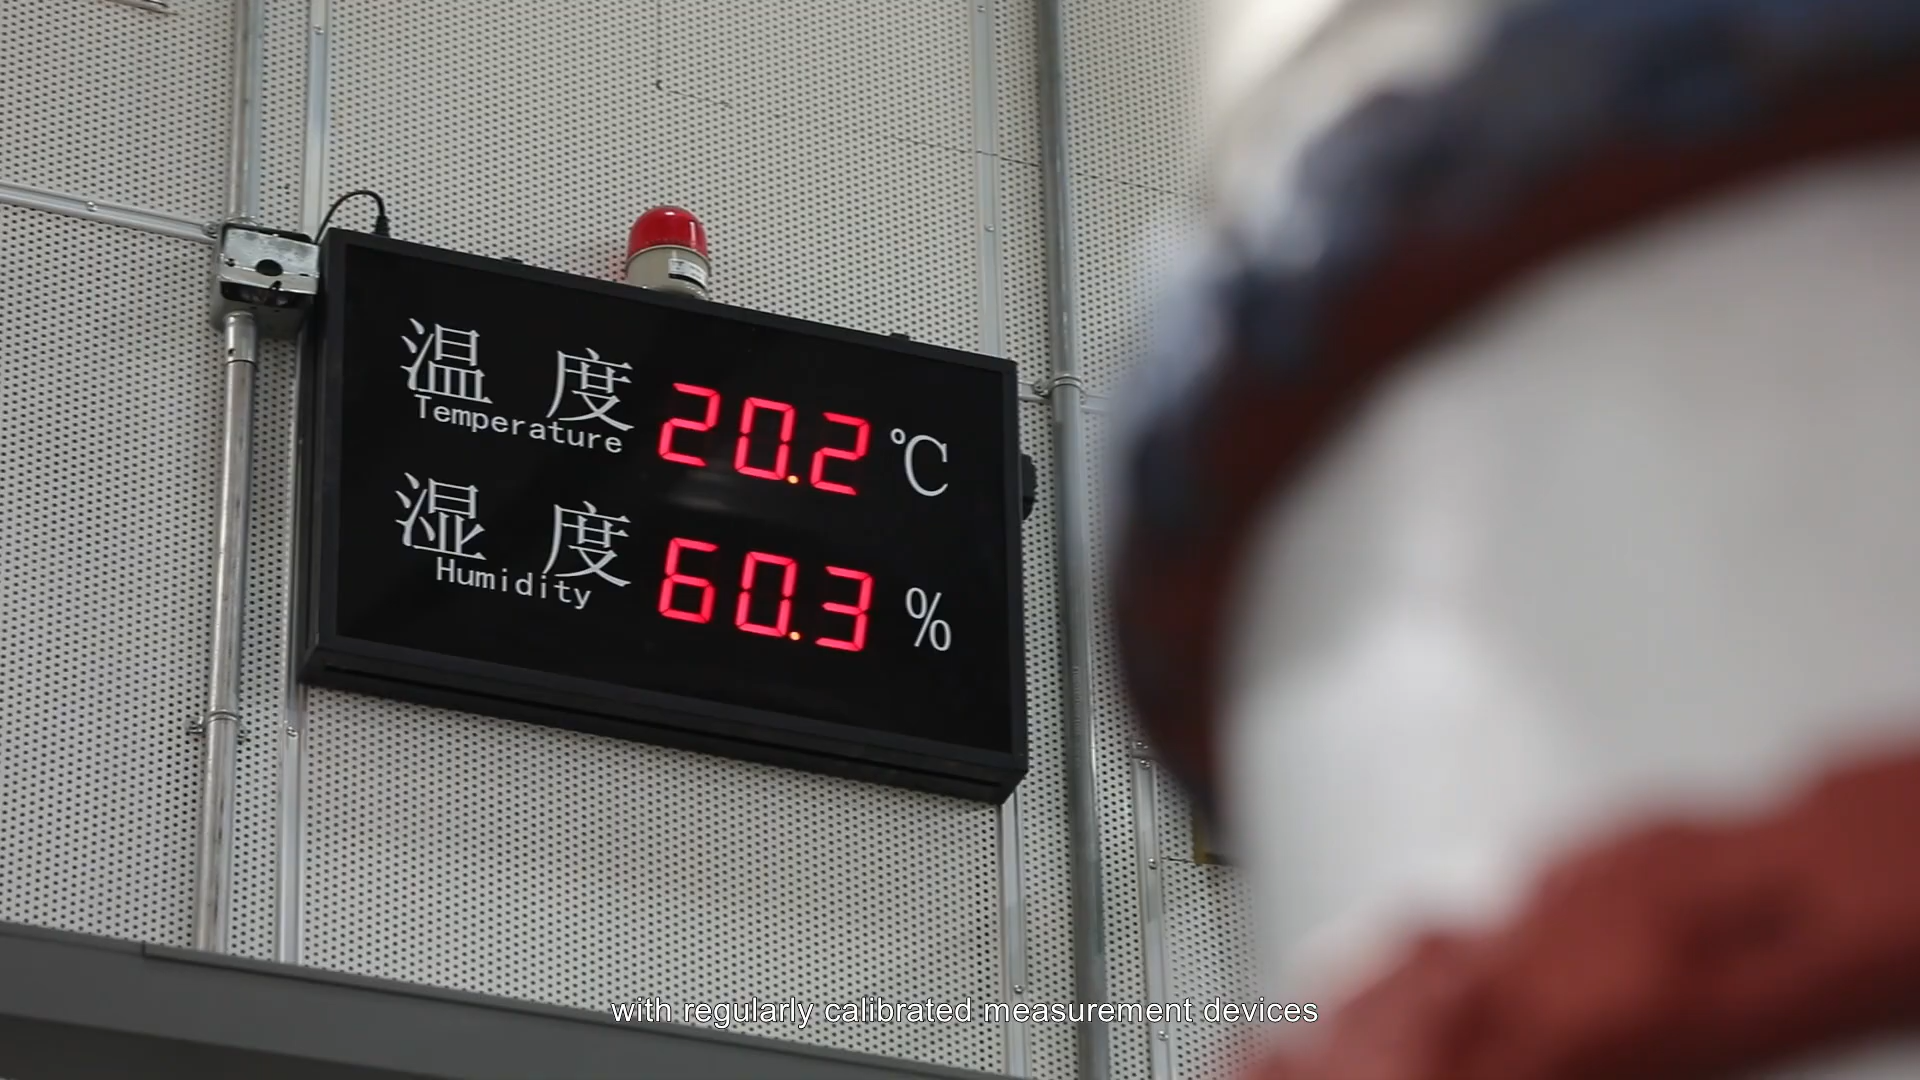 温度 20.2 ℃
Temperature
湿度 60.3 %
Humidity
with regularly calibrated measurement devices